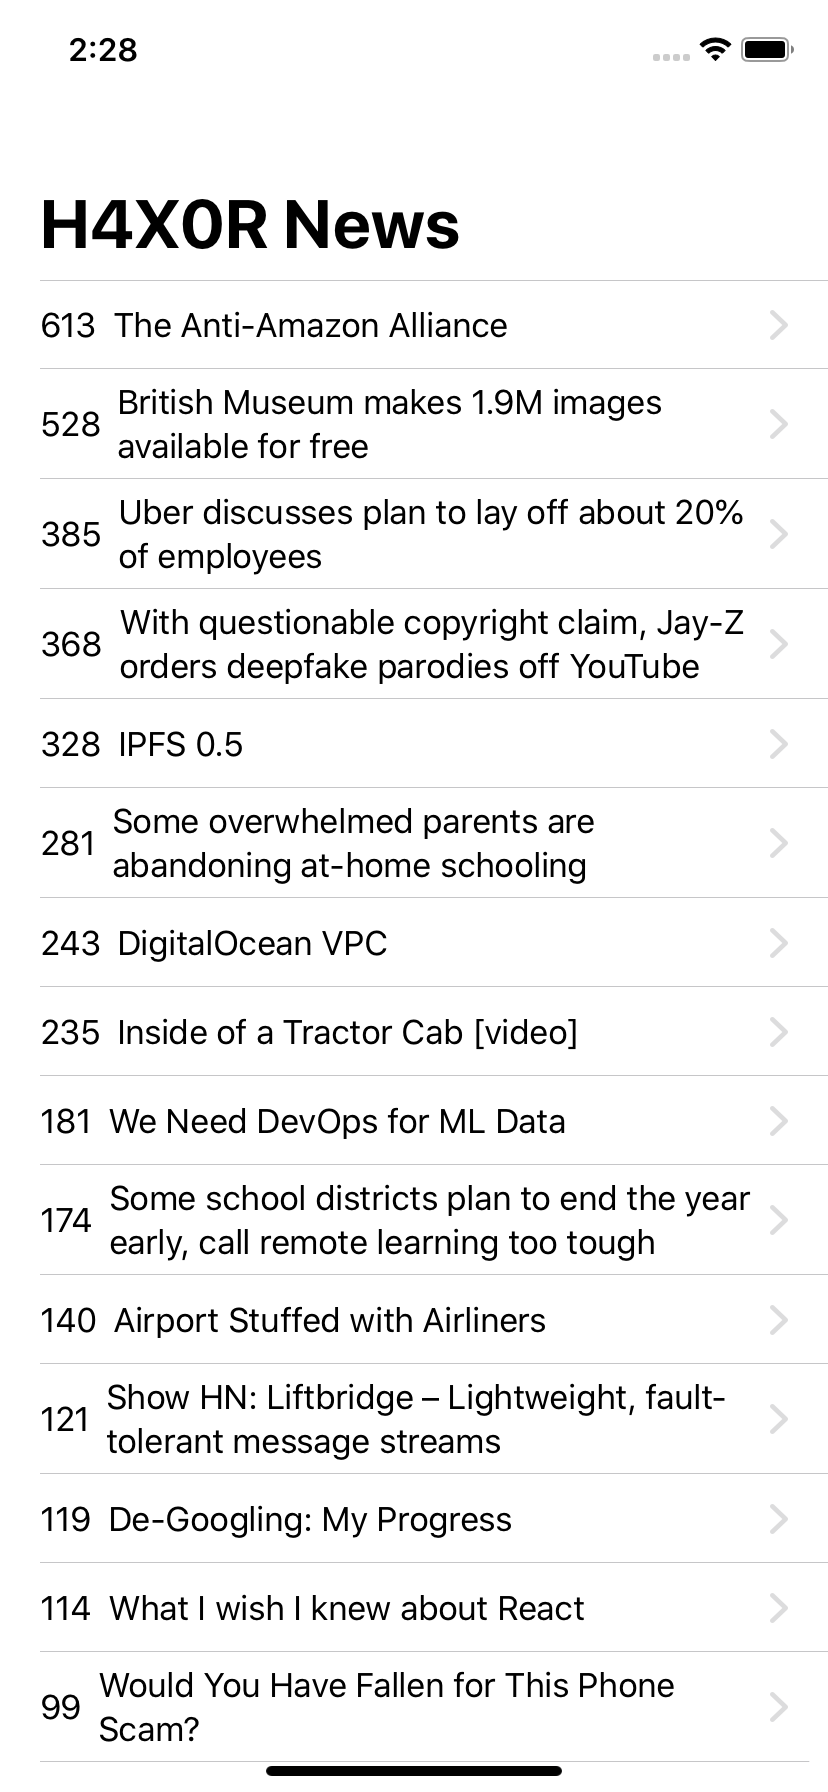 2:28
H4X0R News
613 The Anti-Amazon Alliance
528 British Museum makes 1.9M images
available for free
385 Uber discusses plan to lay off about 20%
of employees
368 With questionable copyright claim, Jay-Z
orders deepfake parodies off YouTube
328 IPFS 0.5
281 Some overwhelmed parents are
abandoning at-home schooling
243 DigitalOcean VPC
235 Inside of a Tractor Cab [video]
181 We Need DevOps for ML Data
174 Some school districts plan to end the year
early, call remote learning too tough
140 Airport Stuffed with Airliners
121 Show HN: Liftbridge – Lightweight, fault-
tolerant message streams
119 De-Googling: My Progress
114 What I wish I knew about React
99 Would You Have Fallen for This Phone
Scam?